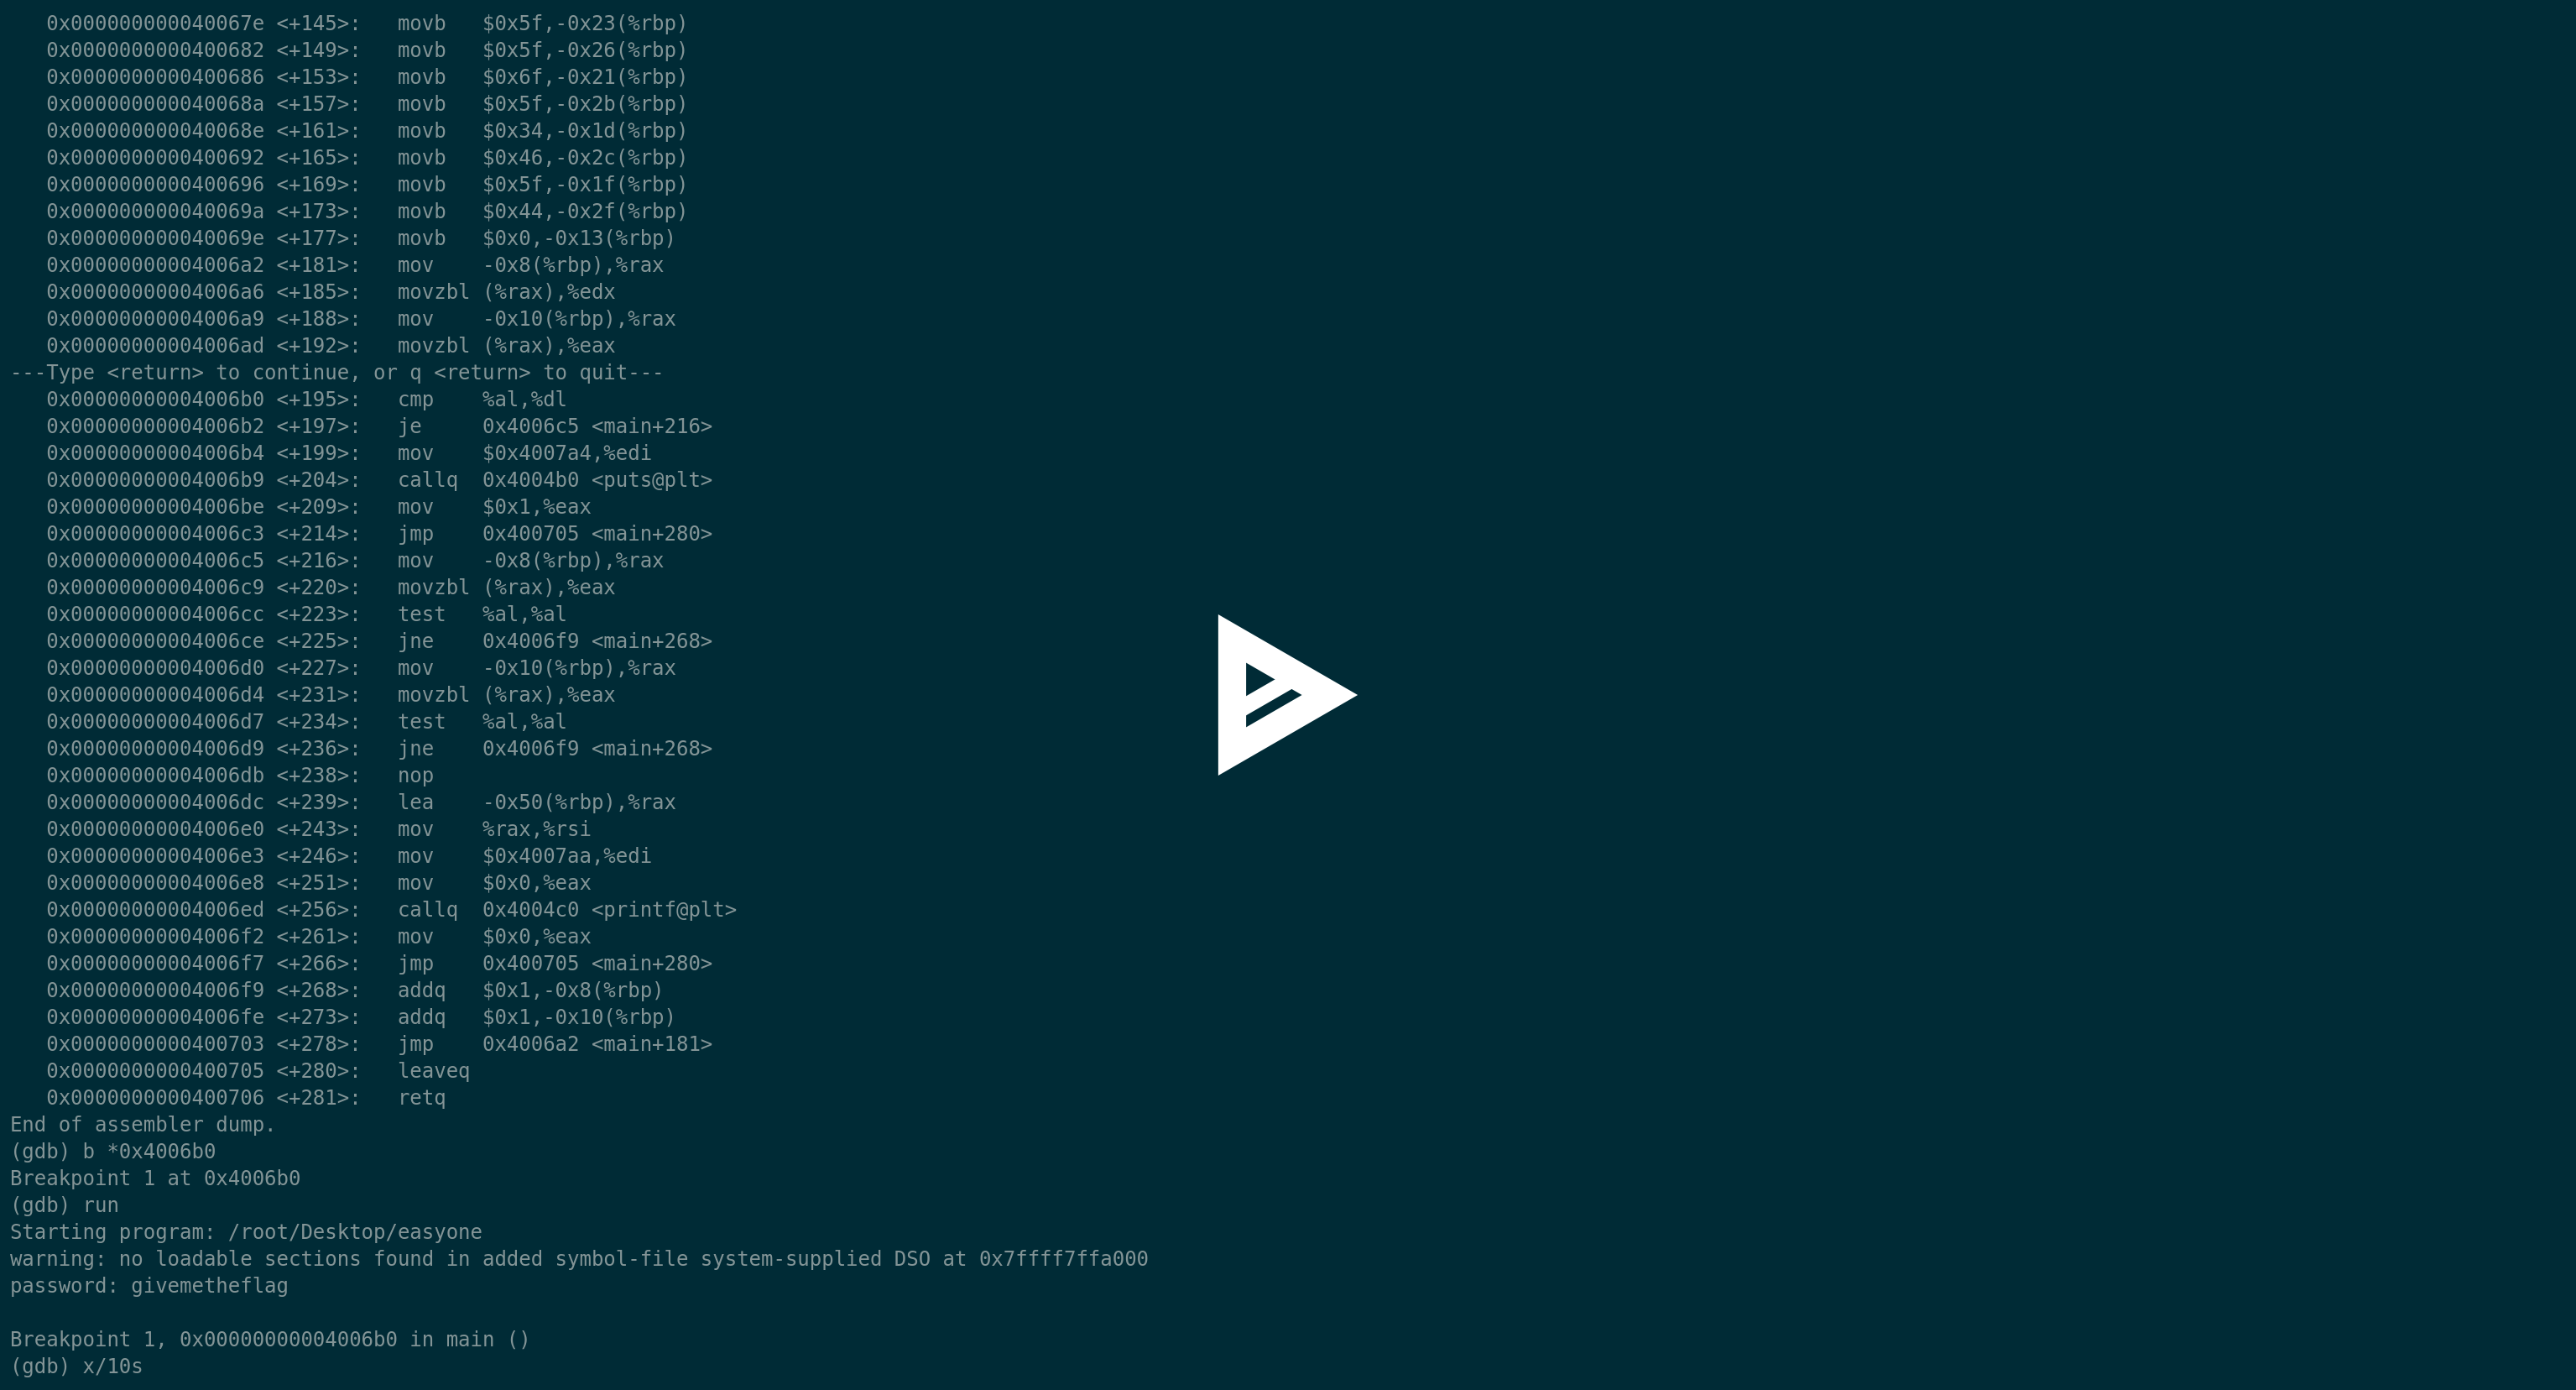 0x000000000040067e <+145>:   movb   $0x5f,-0x23(%rbp)
0x0000000000400682 <+149>:   movb   $0x5f,-0x26(%rbp)
0x0000000000400686 <+153>:   movb   $0x6f,-0x21(%rbp)
0x000000000040068a <+157>:   movb   $0x5f,-0x2b(%rbp)
0x000000000040068e <+161>:   movb   $0x34,-0x1d(%rbp)
0x0000000000400692 <+165>:   movb   $0x46,-0x2c(%rbp)
0x0000000000400696 <+169>:   movb   $0x5f,-0x1f(%rbp)
0x000000000040069a <+173>:   movb   $0x44,-0x2f(%rbp)
0x000000000040069e <+177>:   movb   $0x0,-0x13(%rbp)
0x00000000004006a2 <+181>:   mov    -0x8(%rbp),%rax
0x00000000004006a6 <+185>:   movzbl (%rax),%edx
0x00000000004006a9 <+188>:   mov    -0x10(%rbp),%rax
0x00000000004006ad <+192>:   movzbl (%rax),%eax
---Type <return> to continue, or q <return> to quit---
0x00000000004006b0 <+195>:   cmp    %al,%dl
0x00000000004006b2 <+197>:   je     0x4006c5 <main+216>
0x00000000004006b4 <+199>:   mov    $0x4007a4,%edi
0x00000000004006b9 <+204>:   callq  0x4004b0 <puts@plt>
0x00000000004006be <+209>:   mov    $0x1,%eax
0x00000000004006c3 <+214>:   jmp    0x400705 <main+280>
0x00000000004006c5 <+216>:   mov    -0x8(%rbp),%rax
0x00000000004006c9 <+220>:   movzbl (%rax),%eax
0x00000000004006cc <+223>:   test   %al,%al
0x00000000004006ce <+225>:   jne    0x4006f9 <main+268>
0x00000000004006d0 <+227>:   mov    -0x10(%rbp),%rax
0x00000000004006d4 <+231>:   movzbl (%rax),%eax
0x00000000004006d7 <+234>:   test   %al,%al
0x00000000004006d9 <+236>:   jne    0x4006f9 <main+268>
0x00000000004006db <+238>:   nop
0x00000000004006dc <+239>:   lea    -0x50(%rbp),%rax
0x00000000004006e0 <+243>:   mov    %rax,%rsi
0x00000000004006e3 <+246>:   mov    $0x4007aa,%edi
0x00000000004006e8 <+251>:   mov    $0x0,%eax
0x00000000004006ed <+256>:   callq  0x4004c0 <printf@plt>
0x00000000004006f2 <+261>:   mov    $0x0,%eax
0x00000000004006f7 <+266>:   jmp    0x400705 <main+280>
0x00000000004006f9 <+268>:   addq   $0x1,-0x8(%rbp)
0x00000000004006fe <+273>:   addq   $0x1,-0x10(%rbp)
0x0000000000400703 <+278>:   jmp    0x4006a2 <main+181>
0x0000000000400705 <+280>:   leaveq
0x0000000000400706 <+281>:   retq
End of assembler dump.
(gdb) b *0x4006b0
Breakpoint 1 at 0x4006b0
(gdb) run
Starting program: /root/Desktop/easyone
warning: no loadable sections found in added symbol-file system-supplied DSO at 0x7ffff7ffa000
password: givemetheflag
Breakpoint 1, 0x00000000004006b0 in main ()
(gdb) x/10s